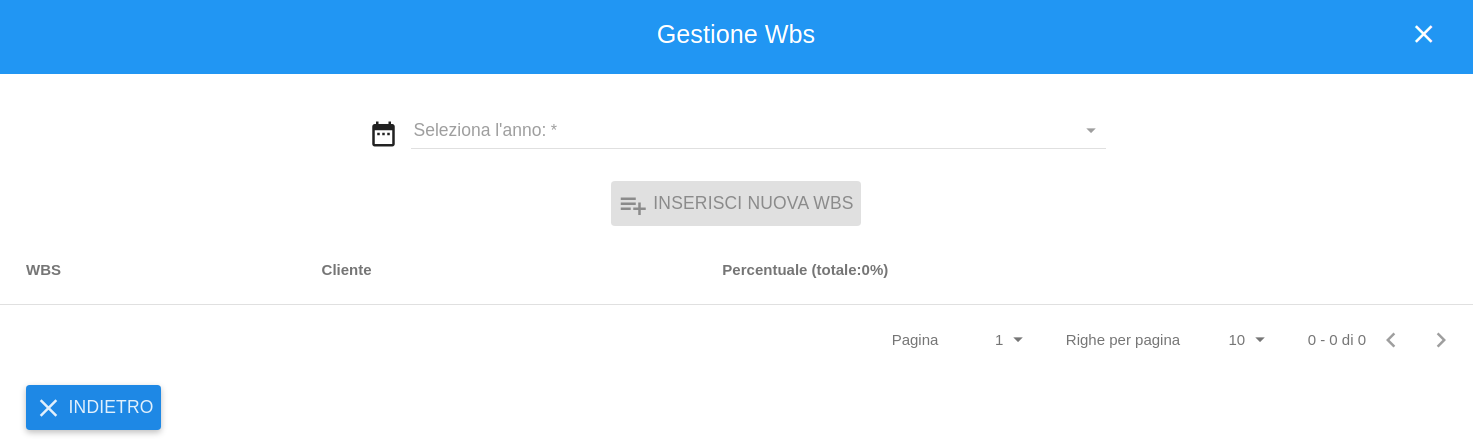 Gestione Wbs
Seleziona l'anno: *
INSERISCI NUOVA WBS
WBS Cliente Percentuale (totale:0%)
Pagina 1 Righe per pagina 10 0 - 0 di 0
INDIETRO